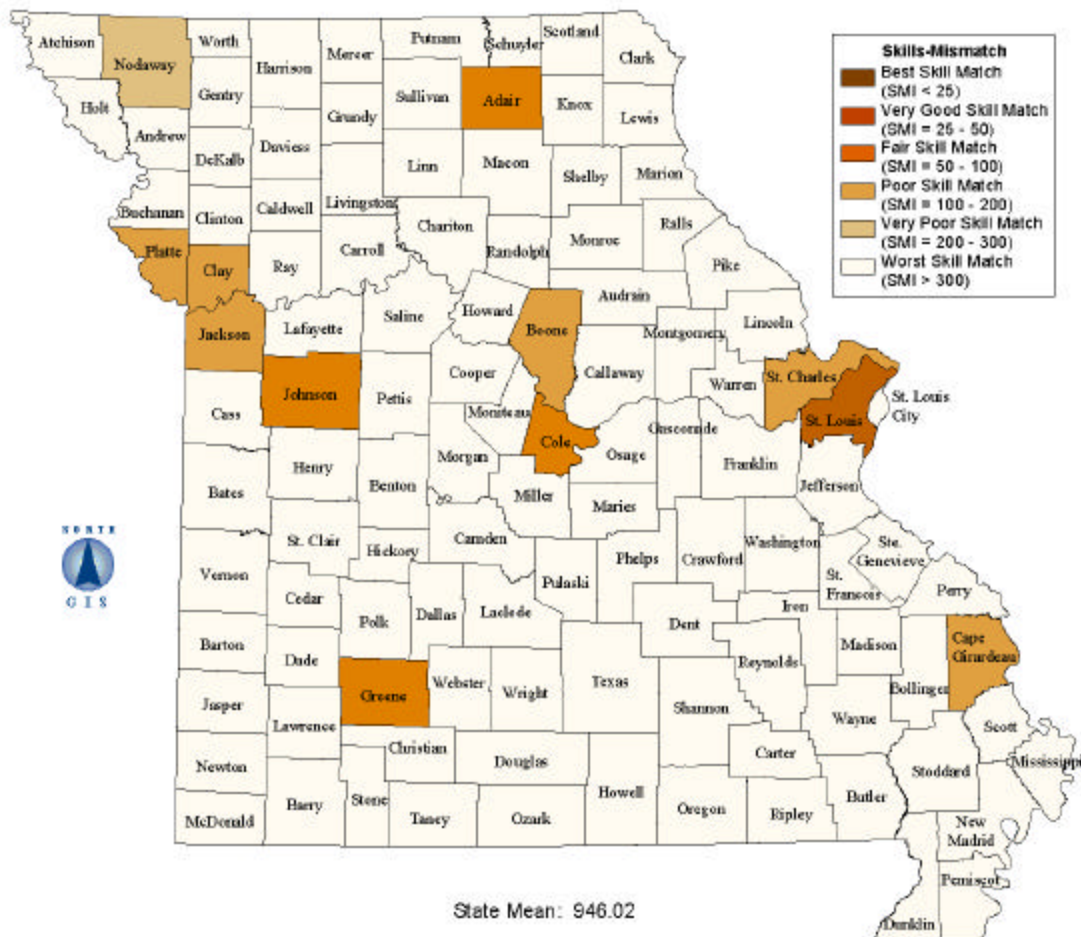 Atchison
Nodaway
Worth
Harrison
Mercer
Putnam
Schuyler
Scotland
Clark
Holt
Gentry
Grundy
Sullivan
Adair
Knox
Lewis
Andrew
DeKalb
Daviess
Linn
Macon
Shelby
Marion
Buchanan
Clinton
Caldwell
Livingston
Chariton
Randolph
Monroe
Ralls
Platte
Clay
Ray
Carroll
Pike
Jackson
Lafayette
Saline
Howard
Boone
Audrain
Montgomery
Lincoln
Cass
Johnson
Pettis
Cooper
Moniteau
Callaway
Warren
St. Charles
St. Louis
St. Louis
City
Cole
Osage
Gasconade
Franklin
Jefferson
Bates
Henry
Benton
Morgan
Miller
Maries
St. Clair
Hickory
Camden
Pulaski
Phelps
Crawford
Washington
Ste.
Genevieve
St.
Francois
Perry
Vernon
Cedar
Polk
Dallas
Laclede
Dent
Iron
Madison
Cape
Girardeau
Barton
Dade
Greene
Webster
Wright
Texas
Shannon
Reynolds
Wayne
Bollinger
Scott
Mississippi
Jasper
Lawrence
Christian
Douglas
Howell
Carter
Stoddard
Newton
Barry
Stone
Taney
Ozark
Oregon
Ripley
Butler
New
Madrid
McDonald
Pemiscot
Dunklin
Skills-Mismatch
Best Skill Match
(SMI < 25)
Very Good Skill Match
(SMI = 25 - 50)
Fair Skill Match
(SMI = 50 - 100)
Poor Skill Match
(SMI = 100 - 200)
Very Poor Skill Match
(SMI = 200 - 300)
Worst Skill Match
(SMI > 300)
NORTH
GIS
State Mean: 946.02